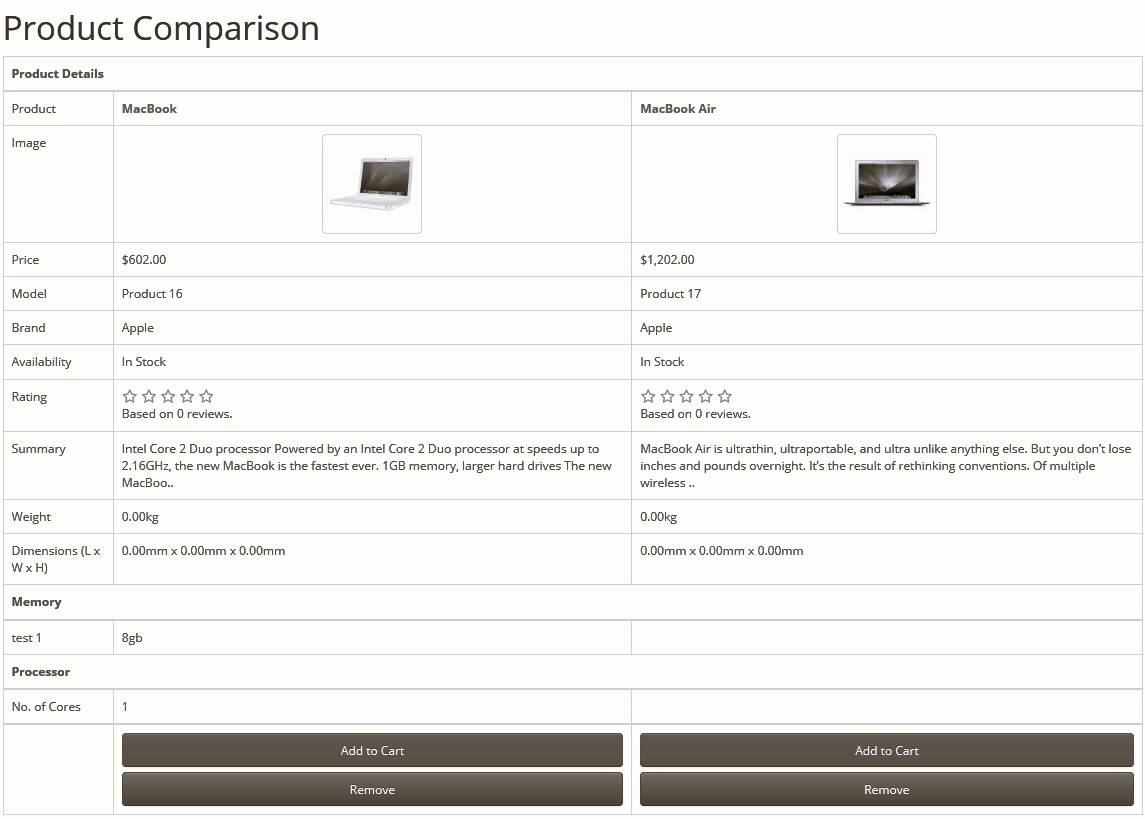 Product Comparison
Product Details
Product MacBook MacBook Air
Image
Price $602.00 $1,202.00
Model Product 16 Product 17
Brand Apple Apple
Availability In Stock In Stock
Rating
Based on 0 reviews. Based on 0 reviews.
Summary Intel Core 2 Duo processor Powered by an Intel Core 2 Duo processor at speeds up to MacBook Air is ultrathin, ultraportable, and ultra unlike anything else. But you don’t lose
2.16GHz, the new MacBook is the fastest ever. 1GB memory, larger hard drives The new inches and pounds overnight. It’s the result of rethinking conventions. Of multiple
MacBoo.. wireless ..
Weight 0.00kg 0.00kg
Dimensions (L x 0.00mm x 0.00mm x 0.00mm 0.00mm x 0.00mm x 0.00mm
W x H)
Memory
test 1 8gb
Processor
No. of Cores 1
Add to Cart Add to Cart
Remove Remove